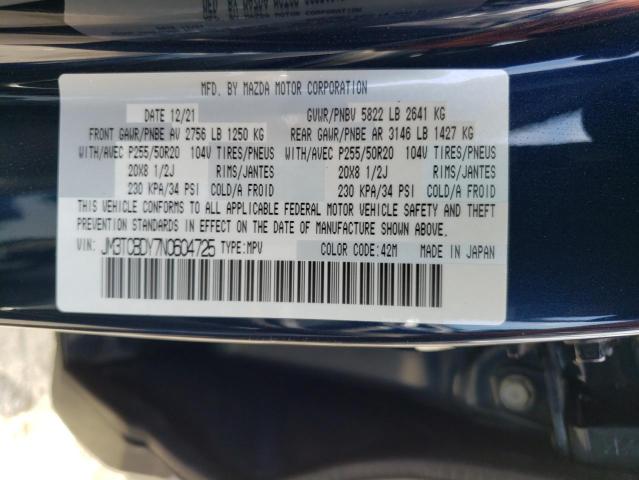 MFD. BY MAZDA MOTOR CORPORATION
DATE 12/21 GVWR/PNBV 5822 LB 2641 KG
FRONT GAWR/PNBE AV 2756 LB 1250 KG REAR GAWR/PNBE AR 3146 LB 1427 KG
WITH/AVEC P255/50R20 104V TIRES/PNEUS WITH/AVEC P255/50R20 104V TIRES/PNEUS
20X8 1/2J RIMS/JANTES 20X8 1/2J RIMS/JANTES
230 KPA/34 PSI COLD/A FROID 230 KPA/34 PSI COLD/A FROID
THIS VEHICLE CONFORMS TO ALL APPLICABLE FEDERAL MOTOR VEHICLE SAFETY AND THEFT
PREVENTION STANDARDS IN EFFECT ON THE DATE OF MANUFACTURE SHOWN ABOVE.
VIN: JM3TCBDY7N0604725 TYPE:MPV COLOR CODE:42M MADE IN JAPAN